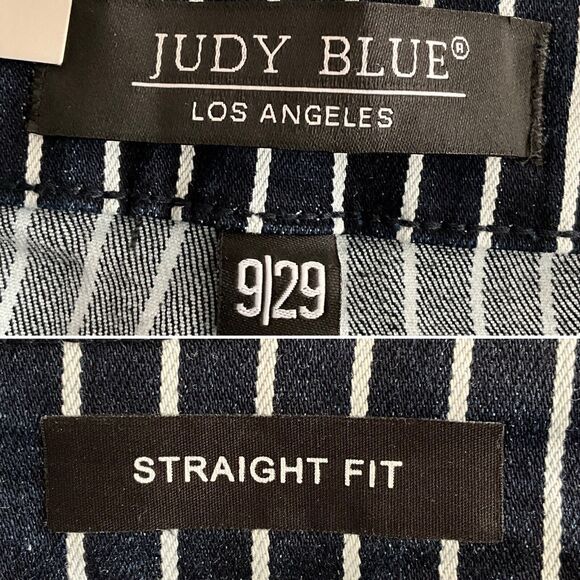 JUDY BLUE®
LOS ANGELES
9|29
STRAIGHT FIT